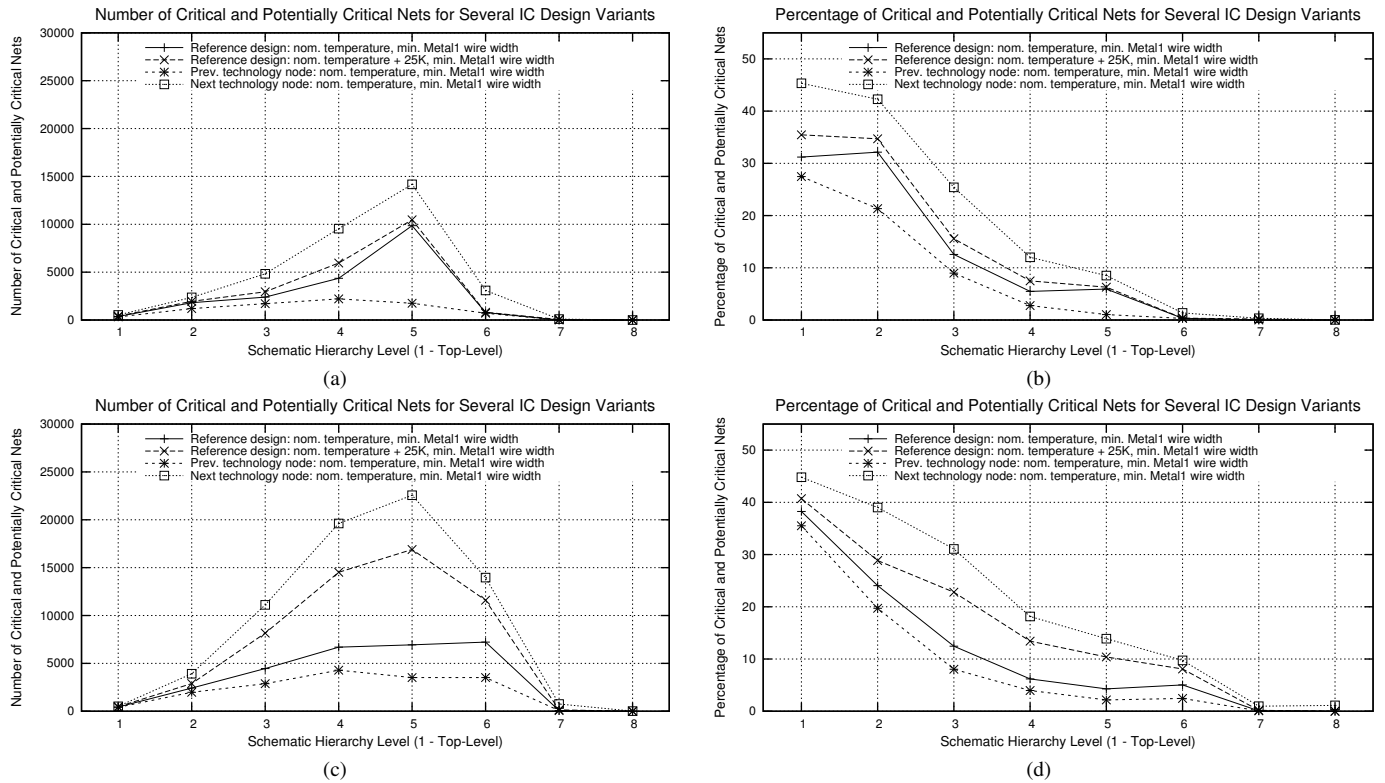 Number of Critical and Potentially Critical Nets for Several IC Design Variants
Number of Critical and Potentially Critical Nets
30000
25000
20000
15000
10000
5000
0
Reference design: nom. temperature, min. Metal1 wire width
Reference design: nom. temperature + 25K, min. Metal1 wire width
Prev. technology node: nom. temperature, min. Metal1 wire width
Next technology node: nom. temperature, min. Metal1 wire width
1 2 3 4 5 6 7 8
Schematic Hierarchy Level (1 - Top-Level)
(a)
Percentage of Critical and Potentially Critical Nets for Several IC Design Variants
Percentage of Critical and Potentially Critical Nets
50
40
30
20
10
0
Reference design: nom. temperature, min. Metal1 wire width
Reference design: nom. temperature + 25K, min. Metal1 wire width
Prev. technology node: nom. temperature, min. Metal1 wire width
Next technology node: nom. temperature, min. Metal1 wire width
1 2 3 4 5 6 7 8
Schematic Hierarchy Level (1 - Top-Level)
(b)
Number of Critical and Potentially Critical Nets for Several IC Design Variants
Number of Critical and Potentially Critical Nets
30000
25000
20000
15000
10000
5000
0
Reference design: nom. temperature, min. Metal1 wire width
Reference design: nom. temperature + 25K, min. Metal1 wire width
Prev. technology node: nom. temperature, min. Metal1 wire width
Next technology node: nom. temperature, min. Metal1 wire width
1 2 3 4 5 6 7 8
Schematic Hierarchy Level (1 - Top-Level)
(c)
Percentage of Critical and Potentially Critical Nets for Several IC Design Variants
Percentage of Critical and Potentially Critical Nets
50
40
30
20
10
0
Reference design: nom. temperature, min. Metal1 wire width
Reference design: nom. temperature + 25K, min. Metal1 wire width
Prev. technology node: nom. temperature, min. Metal1 wire width
Next technology node: nom. temperature, min. Metal1 wire width
1 2 3 4 5 6 7 8
Schematic Hierarchy Level (1 - Top-Level)
(d)